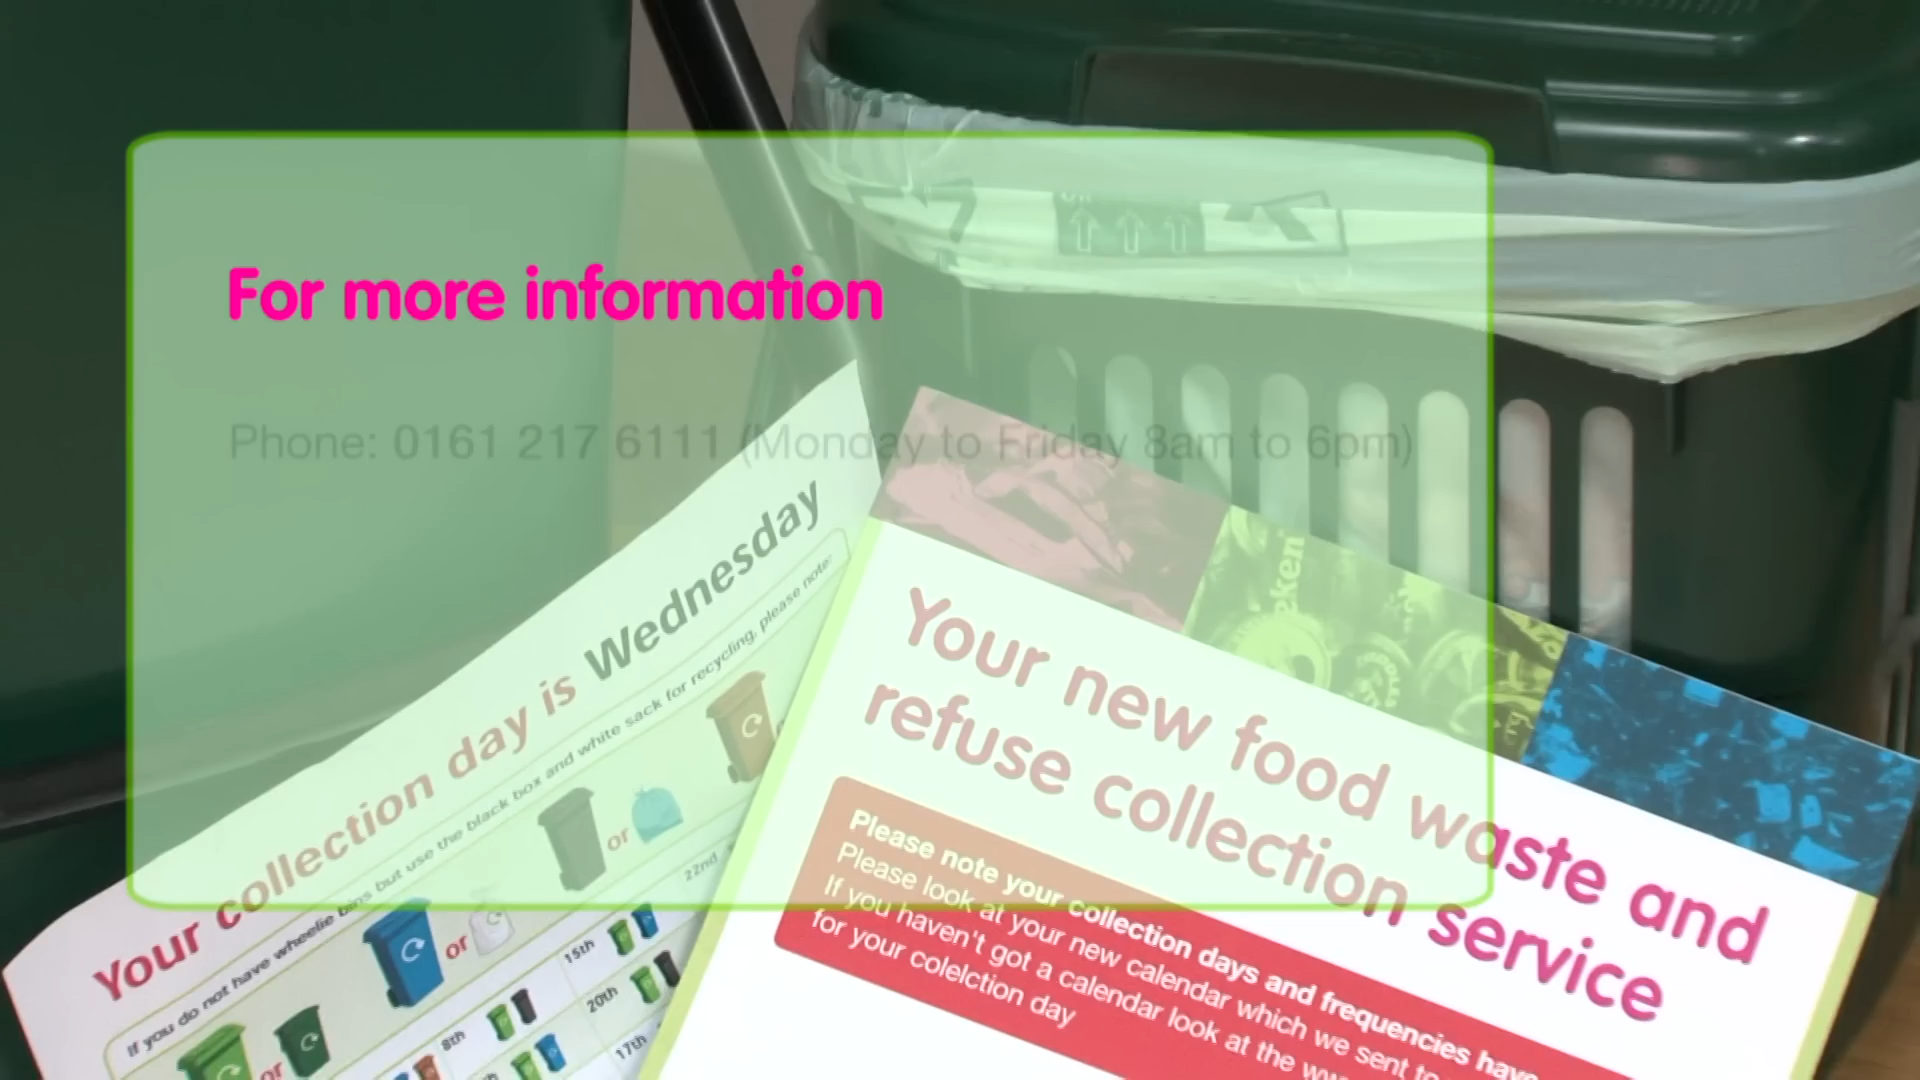 For more information
Phone: 0161 217 6111 (Monday to Friday 8am to 6pm)
Your collection day is Wednesday
If you do not have wheelie bins but use the black box and white sack for recycling, please note:
or
or
or
8th
15th
20th
17th
22nd
Your new food waste and
refuse collection service
Please note your collection days and frequencies have
Please look at your new calendar which we sent to
If you haven't got a calendar look at the
for your colelction day